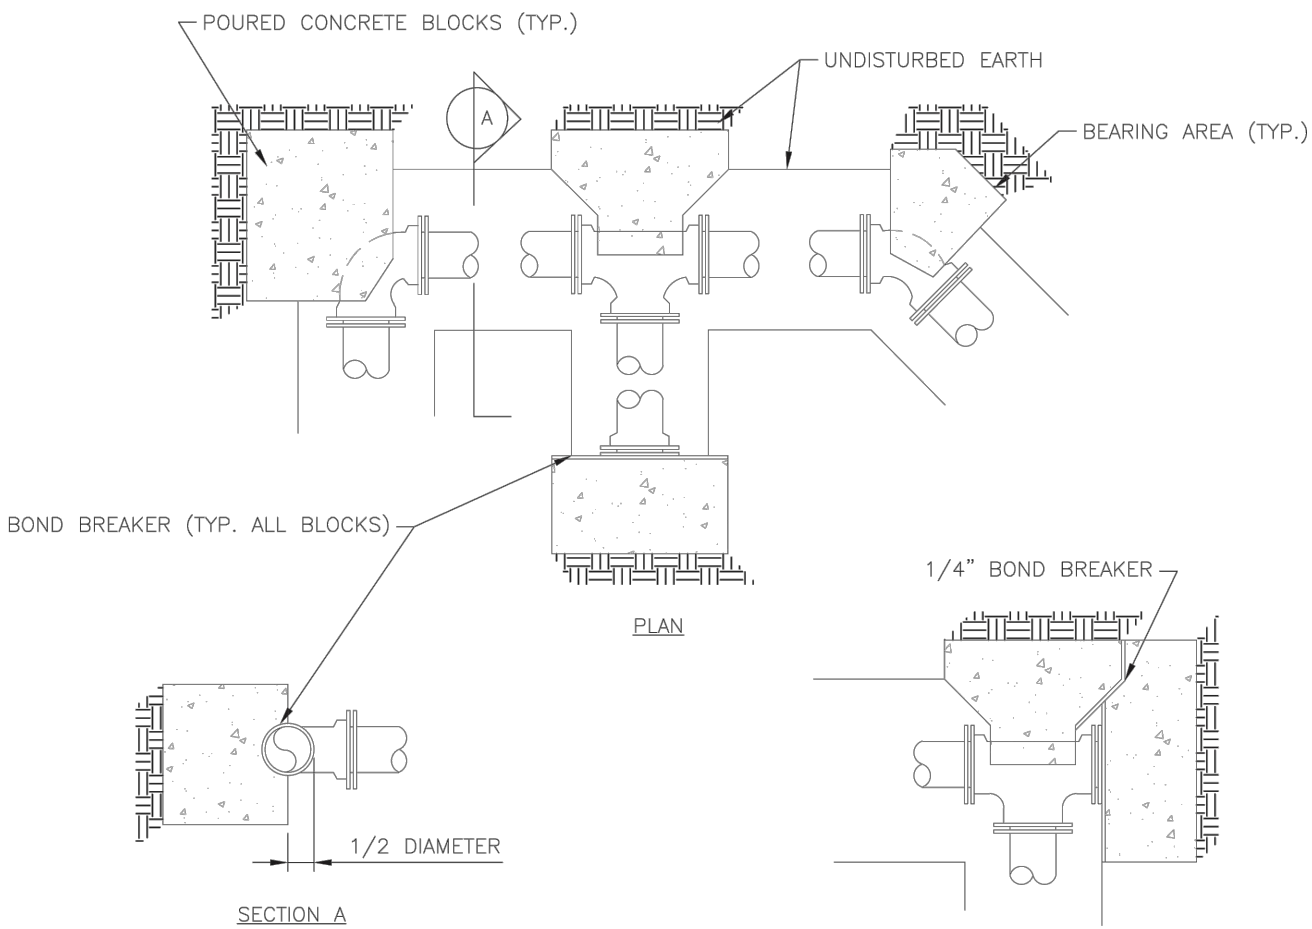 POURED CONCRETE BLOCKS (TYP.)
UNDISTURBED EARTH
A
BEARING AREA (TYP.)
BOND BREAKER (TYP. ALL BLOCKS)
1/4" BOND BREAKER
PLAN
1/2 DIAMETER
SECTION A